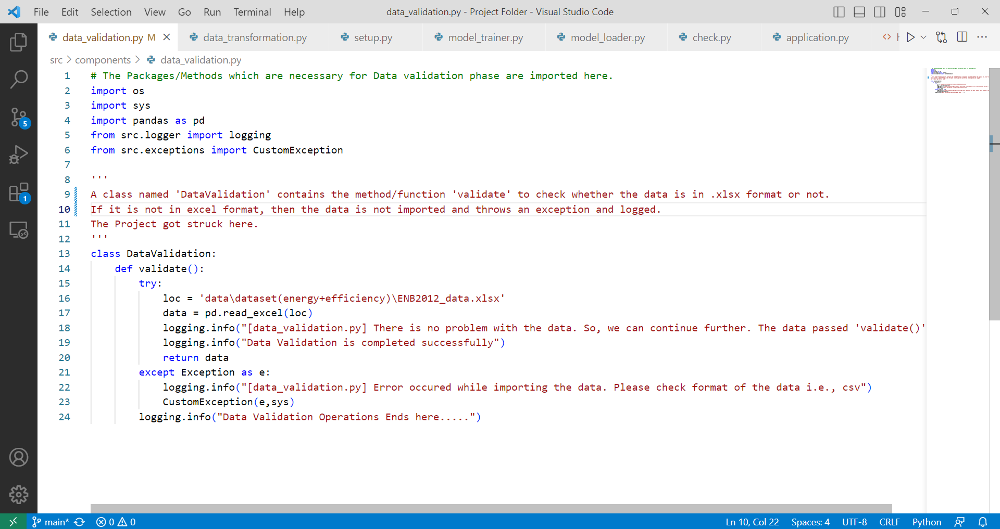 File Edit Selection View Go Run Terminal Help data_validation.py - Project Folder - Visual Studio Code
data_validation.py M data_transformation.py setup.py model_trainer.py model_loader.py check.py application.py
src > components > data_validation.py
1 # The Packages/Methods which are necessary for Data validation phase are imported here.
2 import os
3 import sys
4 import pandas as pd
5 from src.logger import logging
6 from src.exceptions import CustomException
7
8 '''
9 A class named 'DataValidation' contains the method/function 'validate' to check whether the data is in .xlsx format or not.
10 If it is not in excel format, then the data is not imported and throws an exception and logged.
11 The Project got struck here.
12 '''
13 class DataValidation:
14     def validate():
15         try:
16             loc = 'data\dataset(energy+efficiency)\ENB2012_data.xlsx'
17             data = pd.read_excel(loc)
18             logging.info("[data_validation.py] There is no problem with the data. So, we can continue further. The data passed 'validate()'
19             logging.info("Data Validation is completed successfully")
20             return data
21         except Exception as e:
22             logging.info("[data_validation.py] Error occured while importing the data. Please check format of the data i.e., csv")
23             CustomException(e,sys)
24         logging.info("Data Validation Operations Ends here.....")
5
1
main* 0 0 Ln 10, Col 22 Spaces: 4 UTF-8 CRLF Python